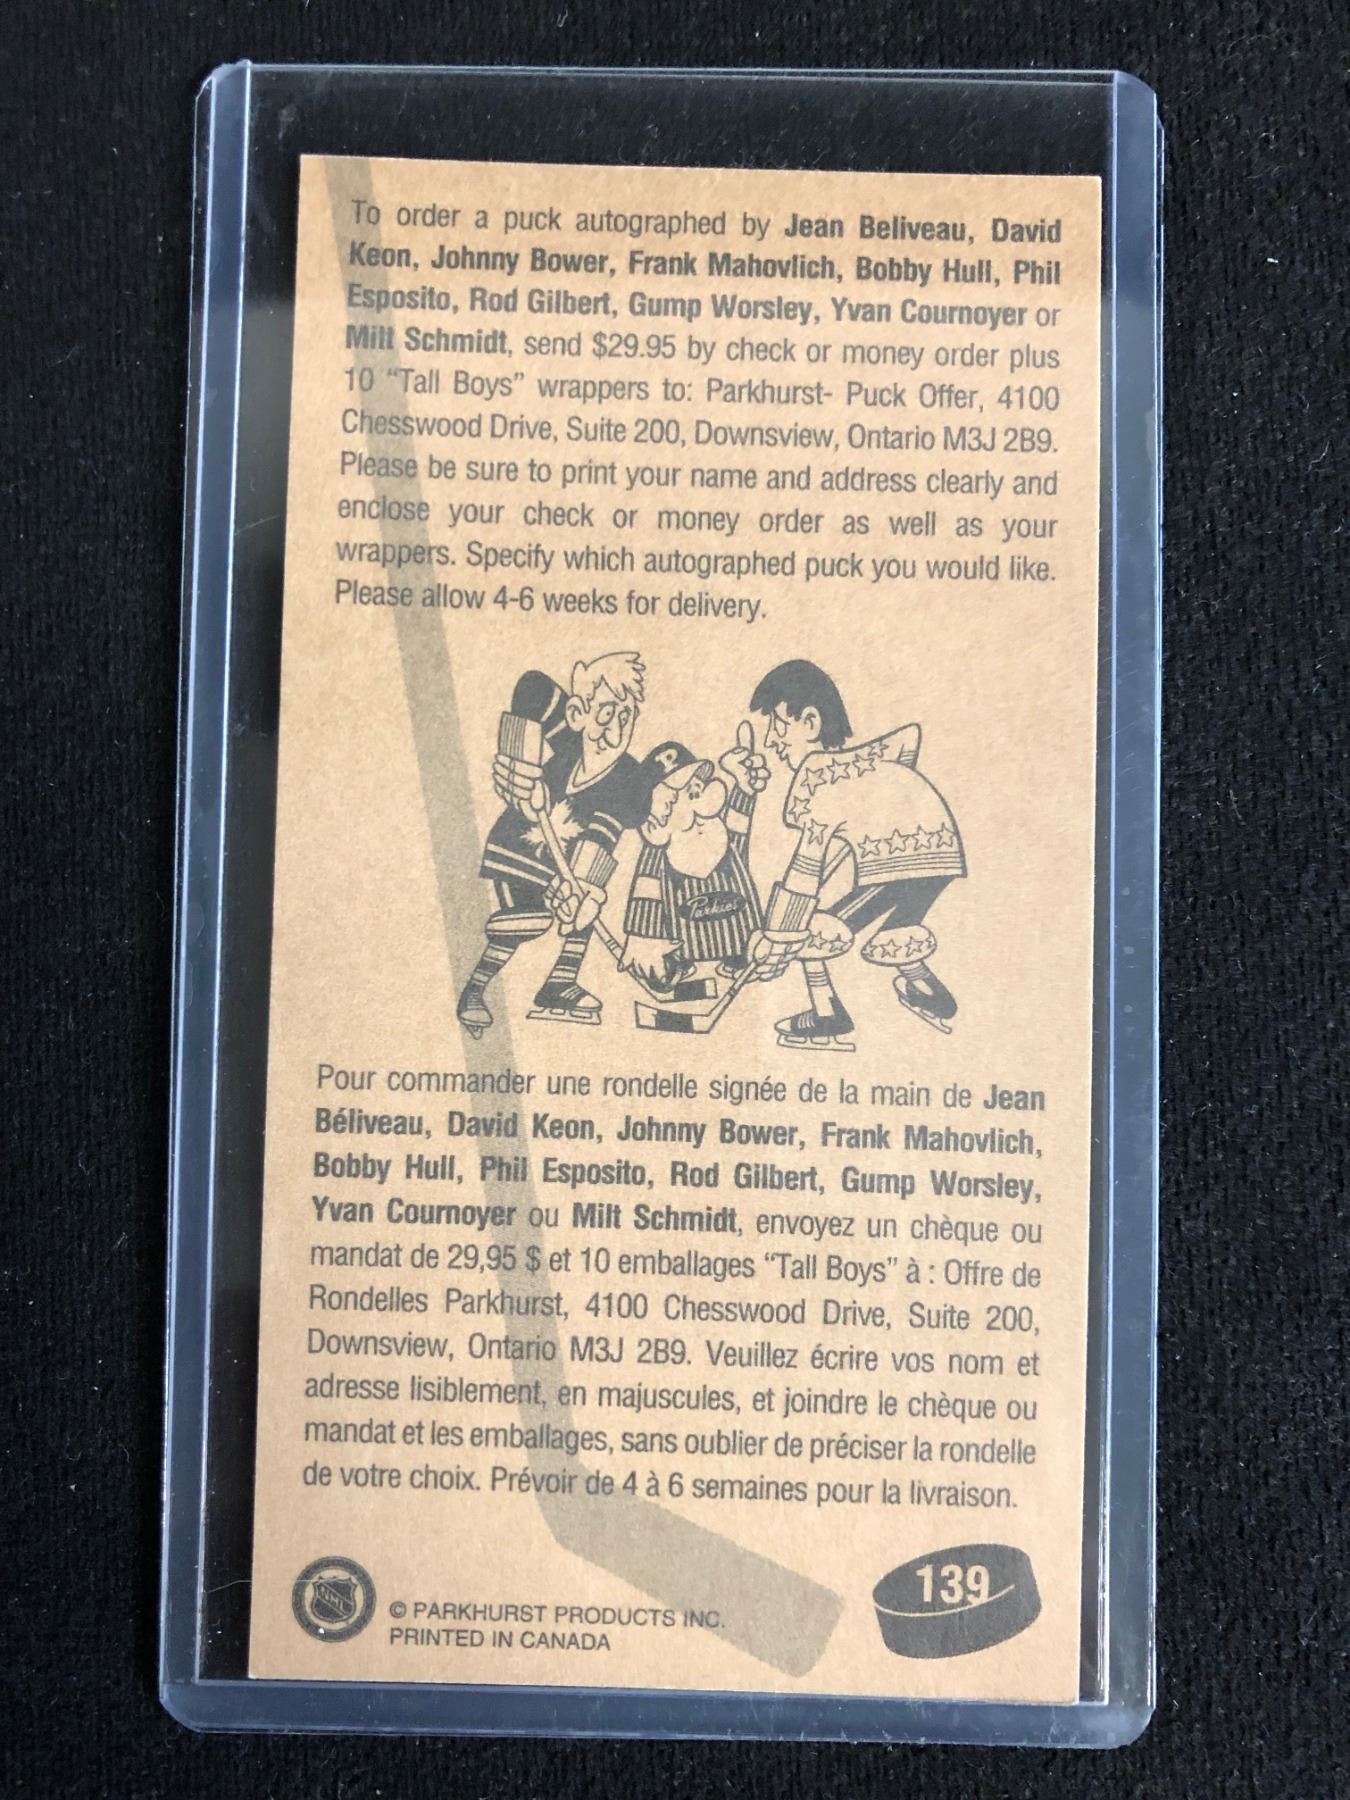 To order a puck autographed by Jean Beliveau, David
Keon, Johnny Bower, Frank Mahovlich, Bobby Hull, Phil
Esposito, Rod Gilbert, Gump Worsley, Yvan Cournoyer or
Milt Schmidt, send $29.95 by check or money order plus
10 "Tall Boys" wrappers to: Parkhurst- Puck Offer, 4100
Chesswood Drive, Suite 200, Downsview, Ontario M3J 2B9.
Please be sure to print your name and address clearly and
enclose your check or money order as well as your
wrappers. Specify which autographed puck you would like.
Please allow 4-6 weeks for delivery.
P
Parkies
Pour commander une rondelle signée de la main de Jean
Béliveau, David Keon, Johnny Bower, Frank Mahovlich,
Bobby Hull, Phil Esposito, Rod Gilbert, Gump Worsley,
Yvan Cournoyer ou Milt Schmidt, envoyez un chèque ou
mandat de 29,95 $ et 10 emballages "Tall Boys" à : Offre de
Rondelles Parkhurst, 4100 Chesswood Drive, Suite 200,
Downsview, Ontario M3J 2B9. Veuillez écrire vos nom et
adresse lisiblement, en majuscules, et joindre le chèque ou
mandat et les emballages, sans oublier de préciser la rondelle
de votre choix. Prévoir de 4 à 6 semaines pour la livraison.
NHL
© PARKHURST PRODUCTS INC.
PRINTED IN CANADA
139